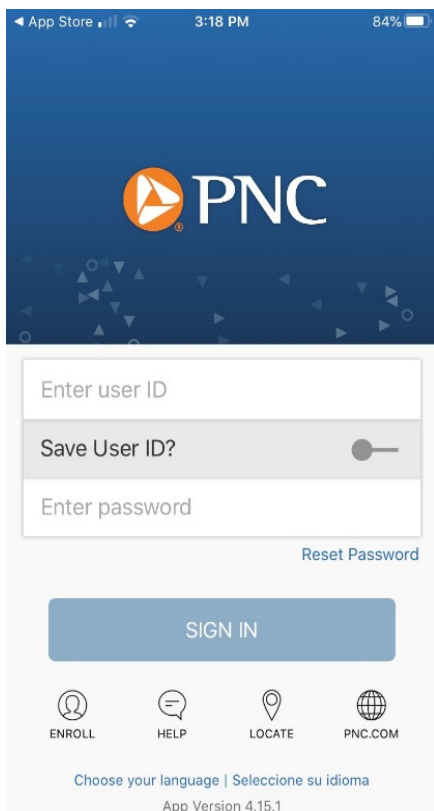 App Store 3:18 PM 84%
PNC
Enter user ID
Save User ID?
Enter password
Reset Password
SIGN IN
ENROLL HELP LOCATE PNC.COM
Choose your language | Seleccione su idioma
App Version 4.15.1